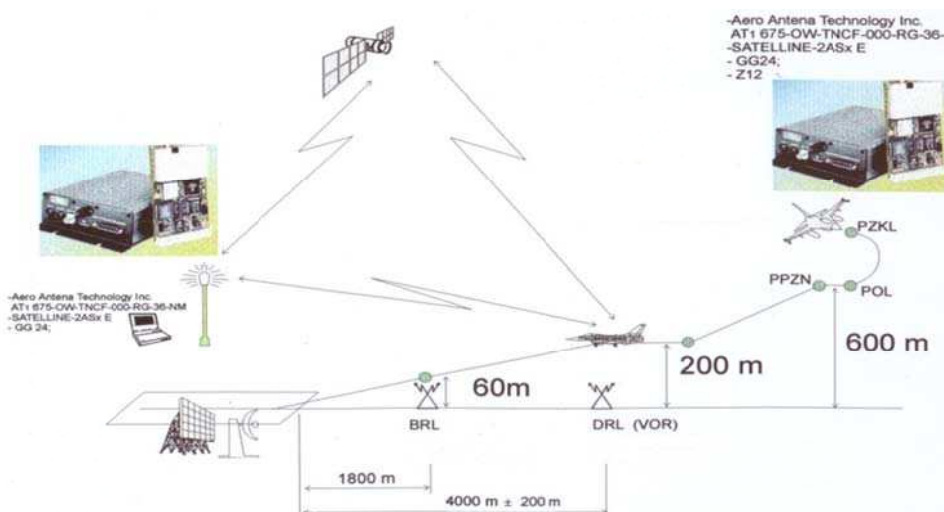 -Aero Antena Technology Inc.
AT1 675-OW-TNCF-000-RG-36-
-SATELLINE-2ASx E
- GG24;
- Z12
PZKL
PPZN
POL
-Aero Antena Technology Inc.
AT1 675-OW-TNCF-000-RG-36-NM
-SATELLINE-2ASx E
- GG 24;
600 m
200 m
60m
BRL
DRL (VOR)
1800 m
4000 m ± 200 m